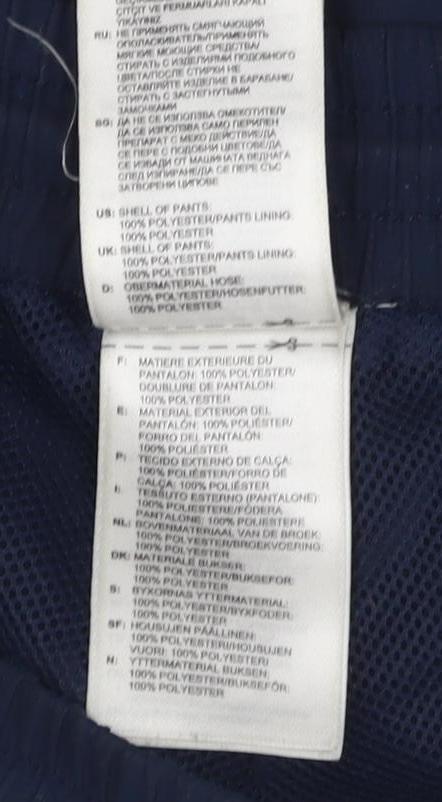 ÇITÇIT VE FERMUARLARI KAPALI
YIKAYINIZ
RU: НЕ ПРИМЕНЯТЬ СМЯГЧАЮЩИЙ
ОПОЛАСКИВАТЕЛЬ/ПРИМЕНЯТЬ
МЯГКИЕ МОЮЩИЕ СРЕДСТВА/
СТИРАТЬ С ИЗДЕЛИЯМИ ПОДОБНОГО
ЦВЕТА/ПОСЛЕ СТИРКИ НЕ
ОСТАВЛЯЙТЕ ИЗДЕЛИЕ В БАРАБАНЕ/
СТИРАТЬ С ЗАСТЕГНУТЫМИ
ЗАМОЧКАМИ
BG: ДА НЕ СЕ ИЗПОЛЗВА ОМЕКОТИТЕЛ/
ДА СЕ ИЗПОЛЗВА САМО ПЕРИЛЕН
ПРЕПАРАТ С МЕКО ДЕЙСТВИЕ/ДА
СЕ ПЕРЕ С ПОДОБНИ ЦВЕТОВЕ/ДА
СЕ ИЗВАДИ ОТ МАШИНАТА ВЕДНАГА
СЛЕД ИЗПИРАНЕ/ДА СЕ ПЕРЕ СЪС
ЗАТВОРЕНИ ЦИПОВЕ
US: SHELL OF PANTS:
100% POLYESTER/PANTS LINING:
100% POLYESTER
UK: SHELL OF PANTS:
100% POLYESTER/PANTS LINING:
100% POLYESTER
D: OBERMATERIAL HOSE:
100% POLYESTER/HOSENFUTTER:
100% POLYESTER
F: MATIERE EXTERIEURE DU
PANTALON: 100% POLYESTER/
DOUBLURE DE PANTALON:
100% POLYESTER
E: MATERIAL EXTERIOR DEL
PANTALÓN: 100% POLIÉSTER/
FORRO DEL PANTALÓN:
100% POLIÉSTER
P: TECIDO EXTERNO DE CALÇA:
100% POLIÉSTER/FORRO DE
CALÇA: 100% POLIÉSTER
I: TESSUTO ESTERNO (PANTALONE):
100% POLIESTERE/FODERA
PANTALONE: 100% POLIESTERE
NL: BOVENMATERIAAL VAN DE BROEK:
100% POLYESTER/BROEKVOERING:
100% POLYESTER
DK: MATERIALE BUKSER:
100% POLYESTER/BUKSEFOR:
100% POLYESTER
S: BYXORNAS YTTERMATERIAL:
100% POLYESTER/BYXFODER:
100% POLYESTER
SF: HOUSUJEN PÄÄLLINEN:
100% POLYESTERI/HOUSUJEN
VUORI: 100% POLYESTERI
N: YTTERMATERIAL BUKSEN:
100% POLYESTER/BUKSEFÔR:
100% POLYESTER